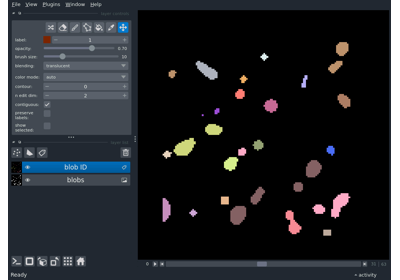 File View Plugins Window Help
label: 1
opacity: 0.70
brush size: 10
blending: translucent
color mode: auto
contour: 0
n edit dim: 2
contiguous:
preserve
labels:
show
selected:
blob ID
blobs
0
activity